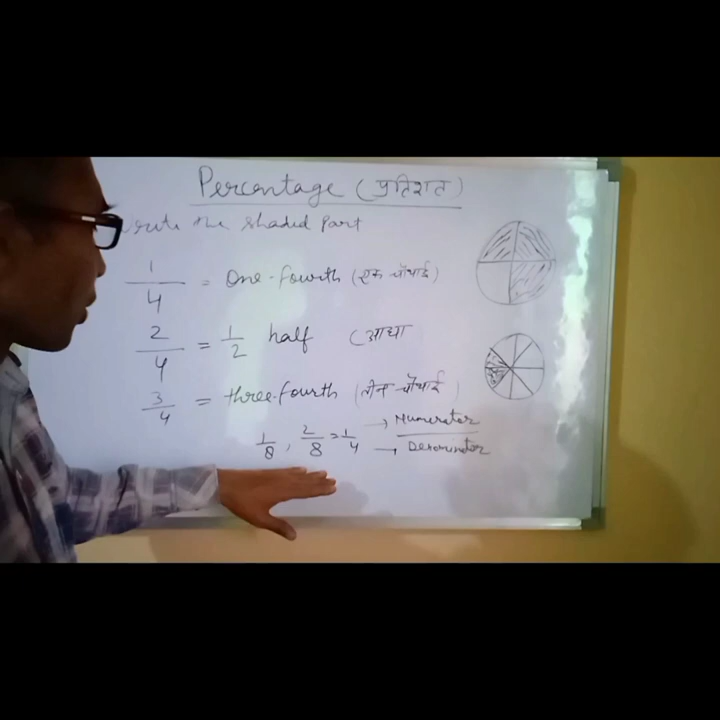 Percentage (प्रतिशत)
write the shaded part
1/4 = One-fourth (एक चौथाई)
2/4 = 1/2 half (आधा
3/4 = three-fourth (तीन चौथाई)
1/8, 2/8 = 1/4 → Numerator
→ Denominator